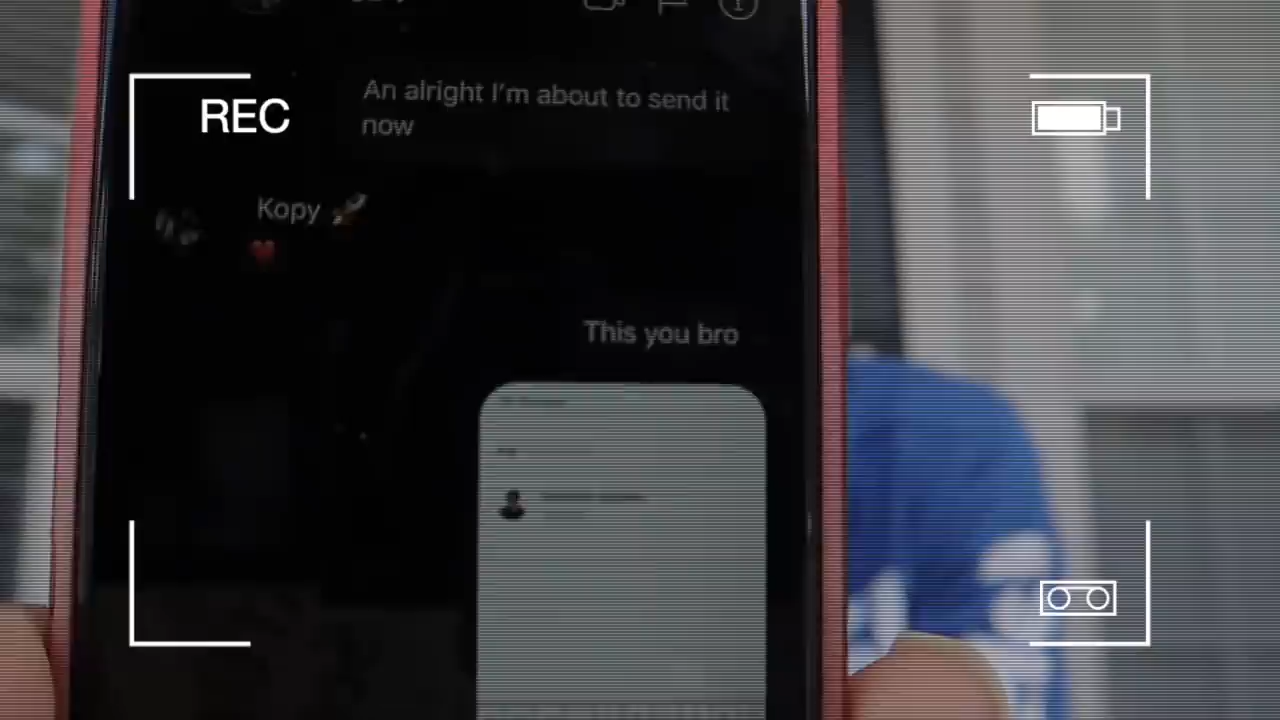 REC
An alright I'm about to send it
now
Kopy 🚀
❤️
This you bro